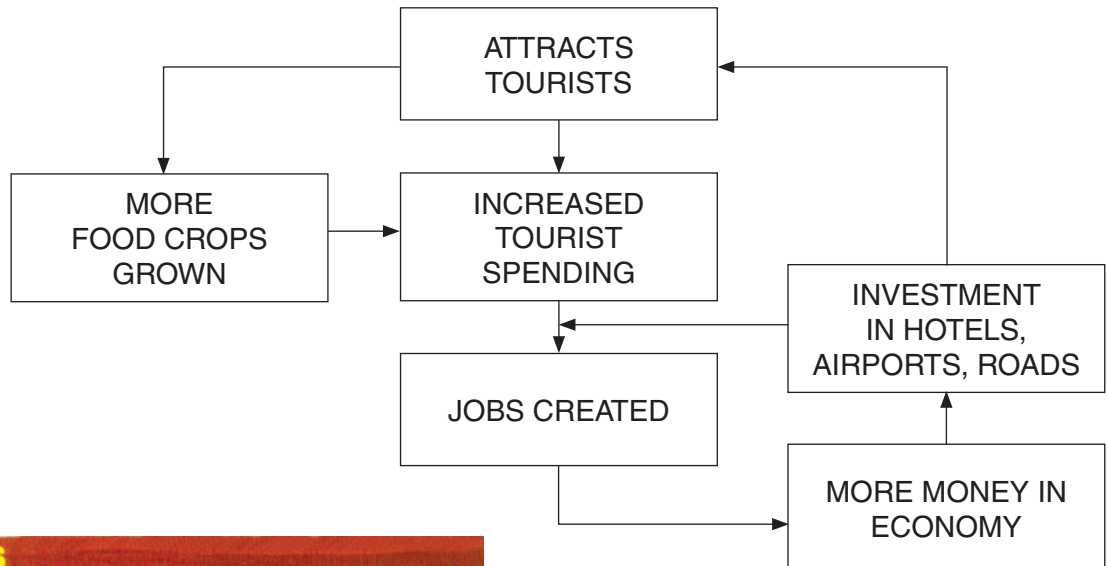 ATTRACTS
TOURISTS
MORE
FOOD CROPS
GROWN
INCREASED
TOURIST
SPENDING
INVESTMENT
IN HOTELS,
AIRPORTS, ROADS
JOBS CREATED
MORE MONEY IN
ECONOMY